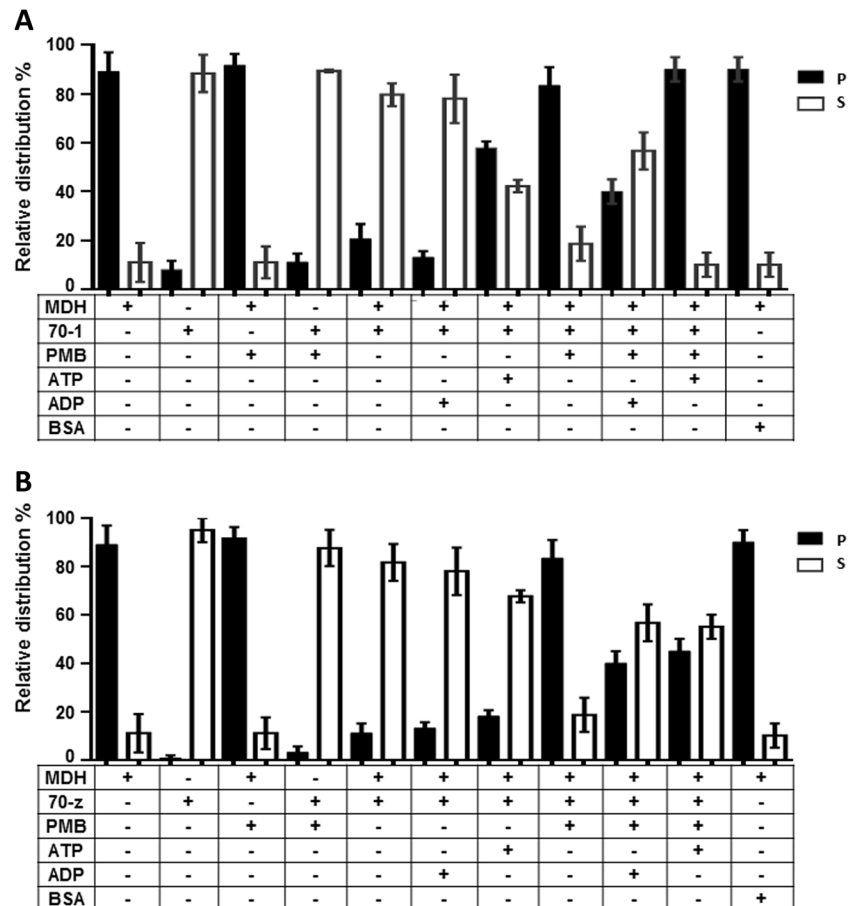 A
Relative distribution %
100
80
60
40
20
0
P
S
MDH + - + - + + + + + + +
70-1 - + - + + + + + + + -
PMB - - + + - - - + + + -
ATP - - - - - - + - - + -
ADP - - - - - + - - + - -
BSA - - - - - - - - - - +
B
Relative distribution %
100
80
60
40
20
0
P
S
MDH + - + - + + + + + + +
70-z - + - + + + + + + + -
PMB - - + + - - - + + + -
ATP - - - - - - + - - + -
ADP - - - - - + - - + - -
BSA - - - - - - - - - - +